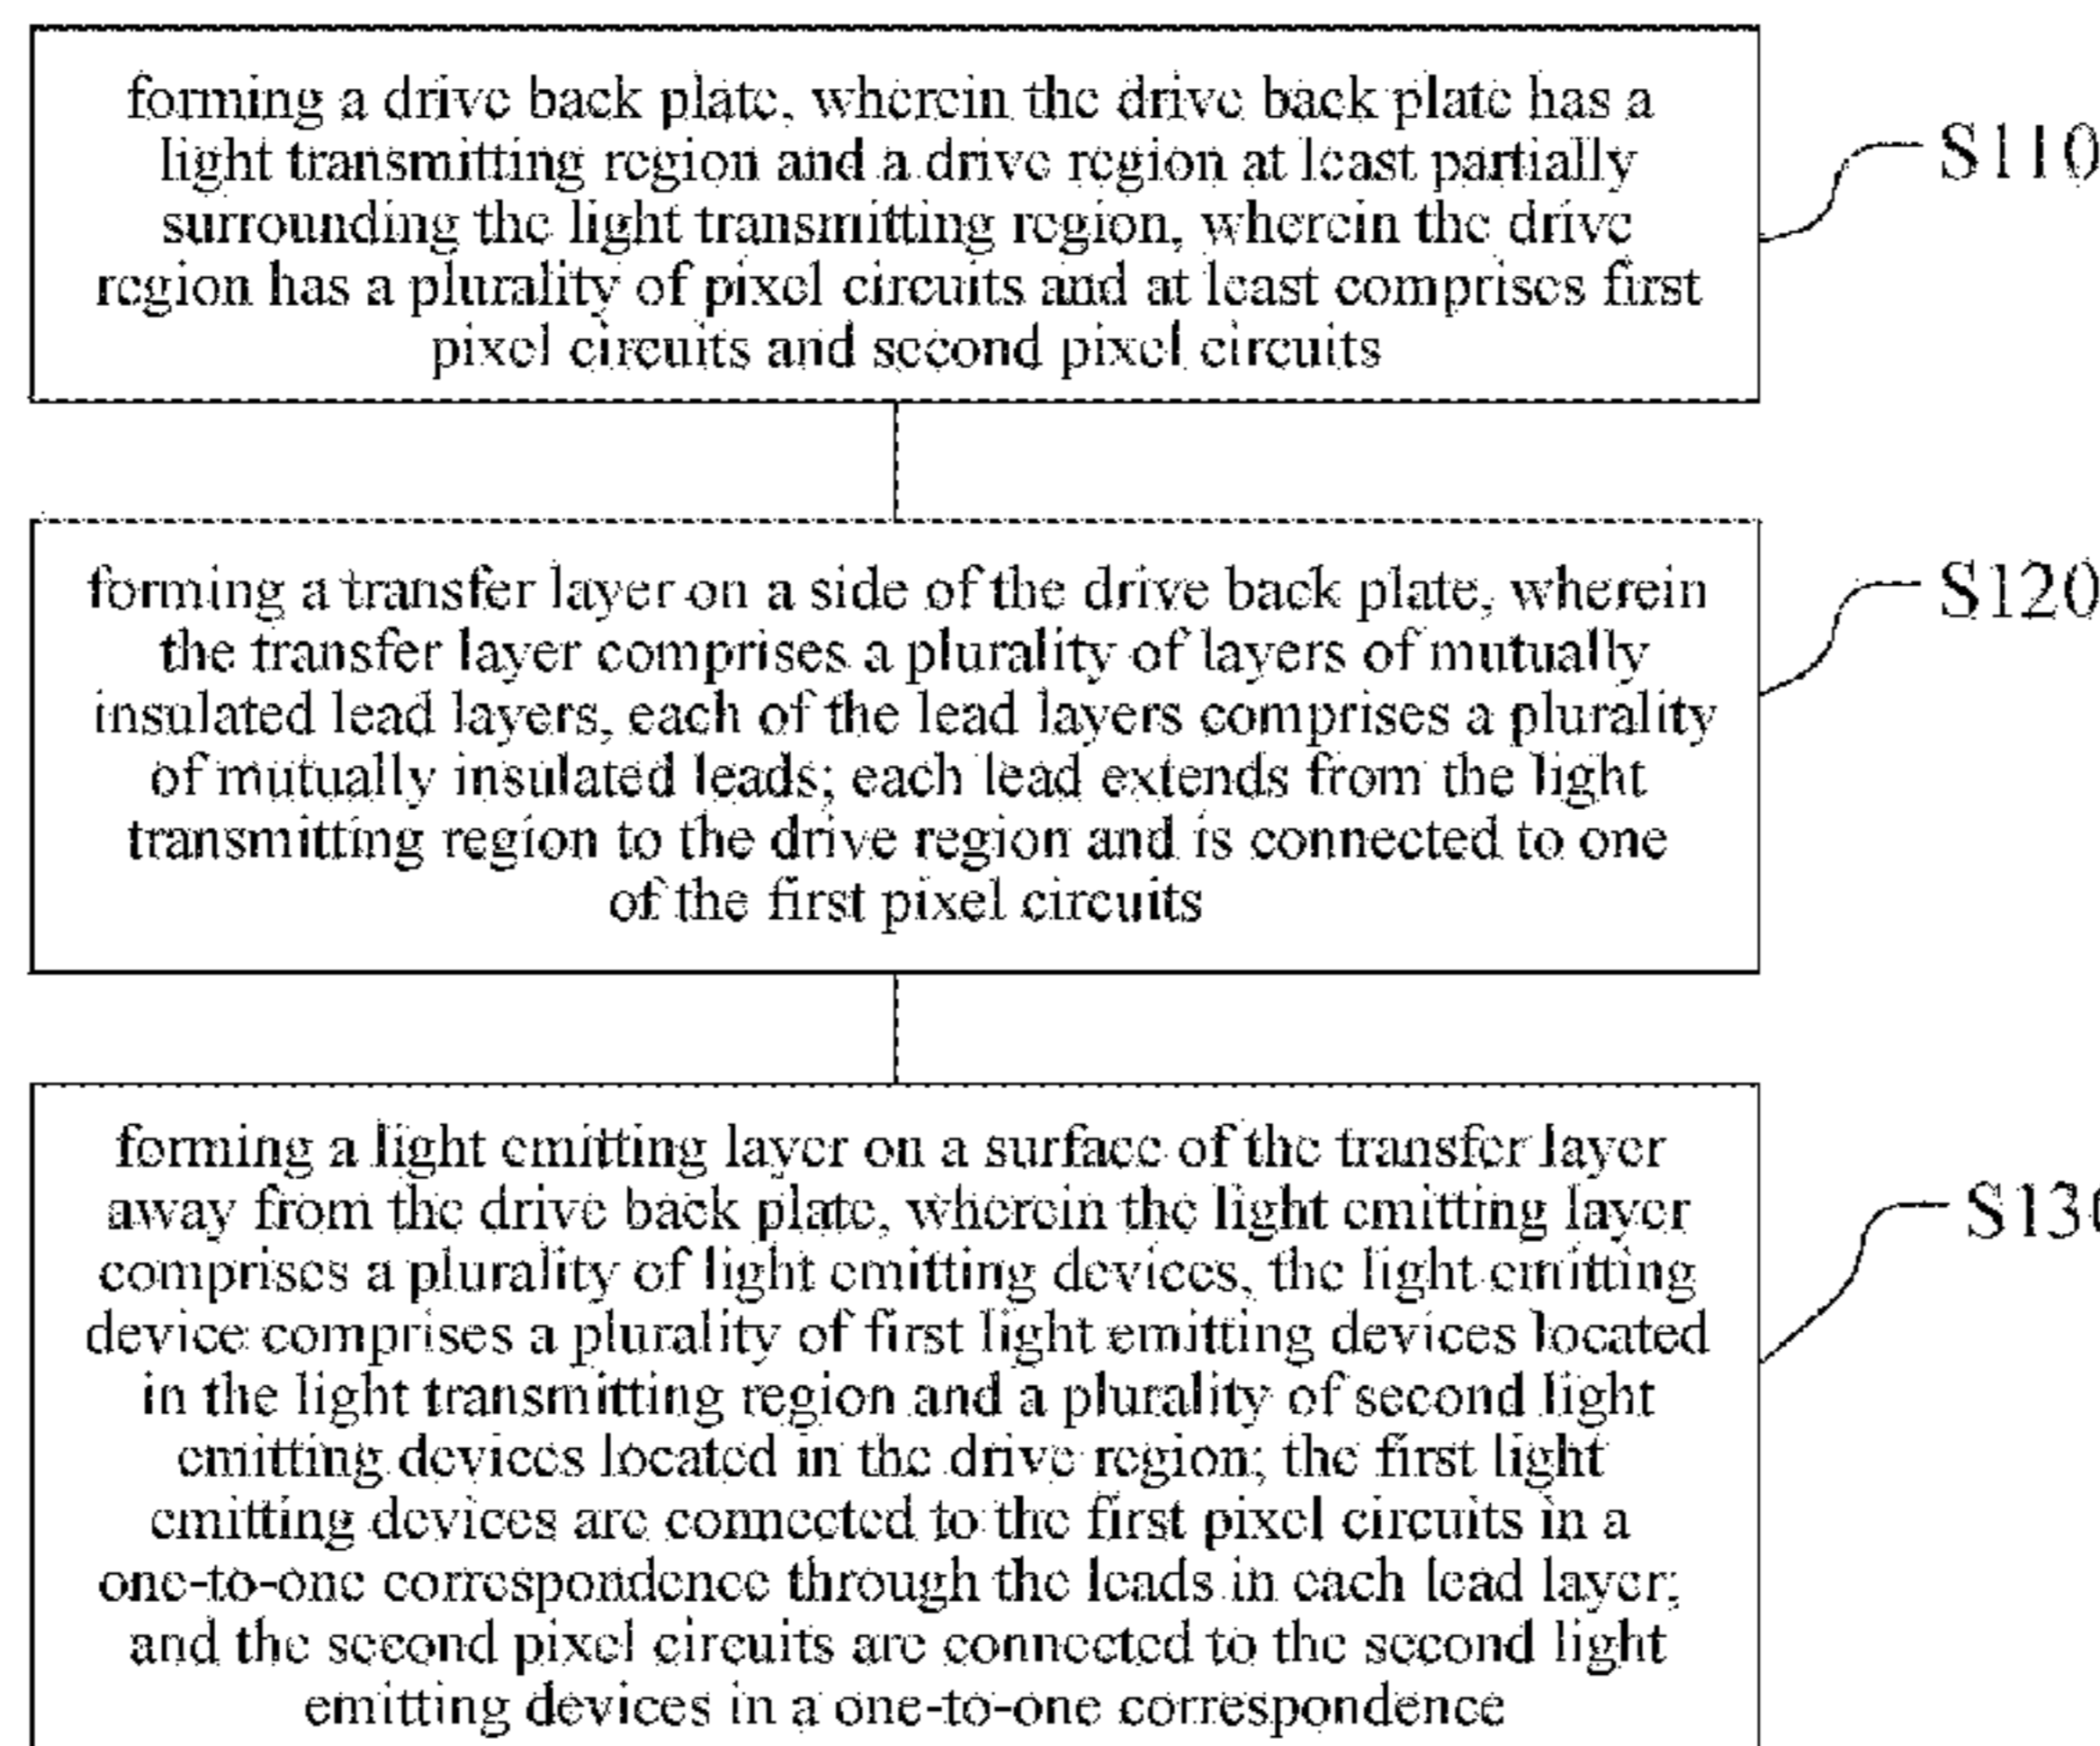 forming a drive back plate, wherein the drive back plate has a
light transmitting region and a drive region at least partially
surrounding the light transmitting region, wherein the drive
region has a plurality of pixel circuits and at least comprises first
pixel circuits and second pixel circuits
S110
forming a transfer layer on a side of the drive back plate, wherein
the transfer layer comprises a plurality of layers of mutually
insulated lead layers, each of the lead layers comprises a plurality
of mutually insulated leads; each lead extends from the light
transmitting region to the drive region and is connected to one
of the first pixel circuits
S120
forming a light emitting layer on a surface of the transfer layer
away from the drive back plate, wherein the light emitting layer
comprises a plurality of light emitting devices, the light emitting
device comprises a plurality of first light emitting devices located
in the light transmitting region and a plurality of second light
emitting devices located in the drive region; the first light
emitting devices are connected to the first pixel circuits in a
one-to-one correspondence through the leads in each lead layer;
and the second pixel circuits are connected to the second light
emitting devices in a one-to-one correspondence
S130